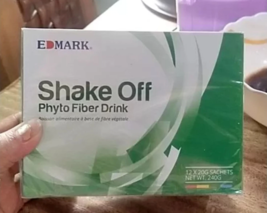 EDMARK
Shake Off
Phyto Fiber Drink
12 X 20G SACHETS
NET WT. 240G